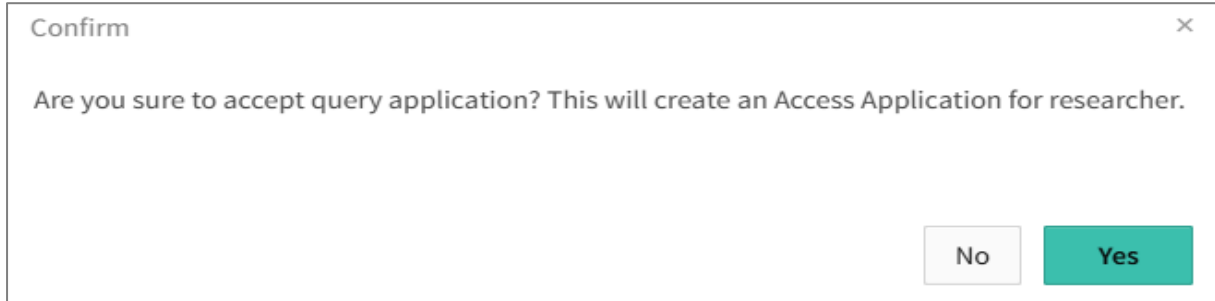 Confirm
Are you sure to accept query application? This will create an Access Application for researcher.
No
Yes